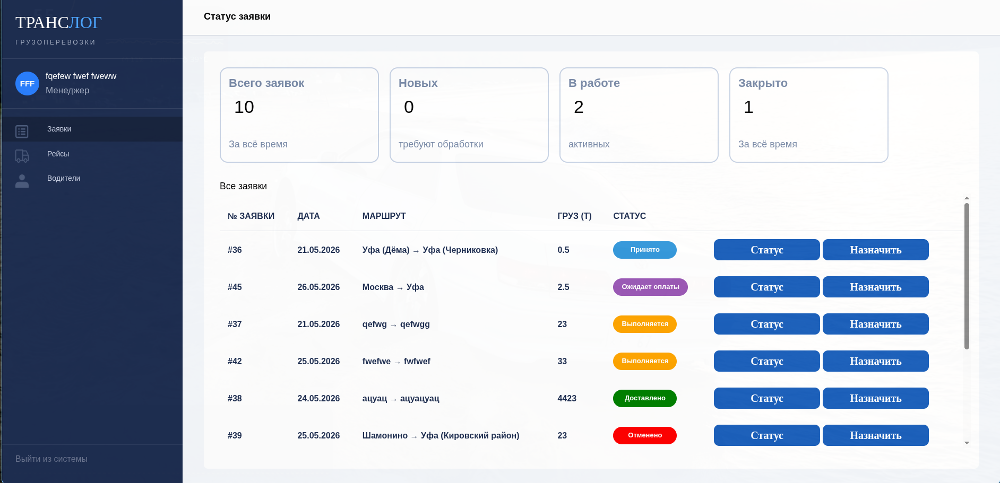 ТРАНСЛОГ
ГРУЗОПЕРЕВОЗКИ
FFF
fqefew fwef fweww
Менеджер
Заявки
Рейсы
Водители
Выйти из системы
Статус заявки
Всего заявок
10
За всё время
Новых
0
требуют обработки
В работе
2
активных
Закрыто
1
За всё время
Все заявки
№ ЗАЯВКИ ДАТА МАРШРУТ ГРУЗ (Т) СТАТУС
#36 21.05.2026 Уфа (Дёма) → Уфа (Черниковка) 0.5 Принято Статус Назначить
#45 26.05.2026 Москва → Уфа 2.5 Ожидает оплаты Статус Назначить
#37 21.05.2026 qefwg → qefwgg 23 Выполняется Статус Назначить
#42 25.05.2026 fwefwe → fwfwef 33 Выполняется Статус Назначить
#38 24.05.2026 ацуац → ацуацуац 4423 Доставлено Статус Назначить
#39 25.05.2026 Шамонино → Уфа (Кировский район) 23 Отменено Статус Назначить